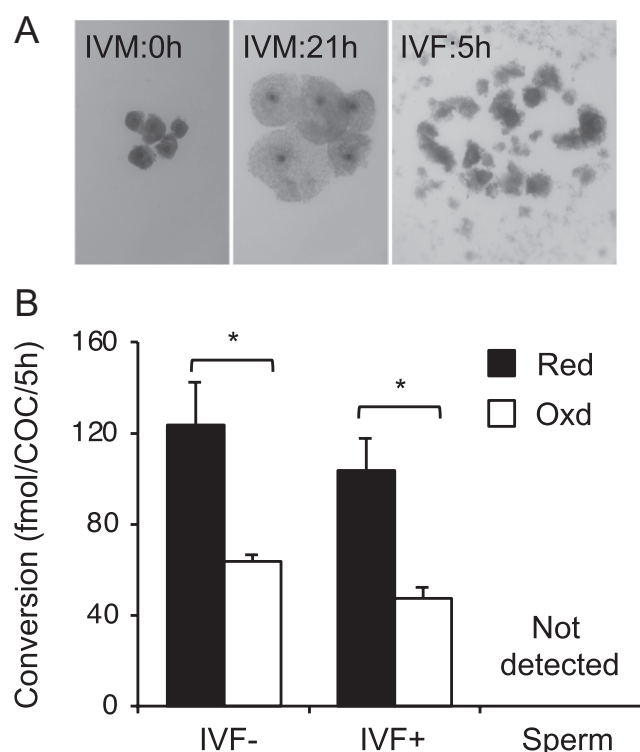 A
IVM:0h
IVM:21h
IVF:5h
B
Conversion (fmol/COC/5h)
160
120
80
40
0
*
*
Red
Oxd
Not
detected
IVF-
IVF+
Sperm